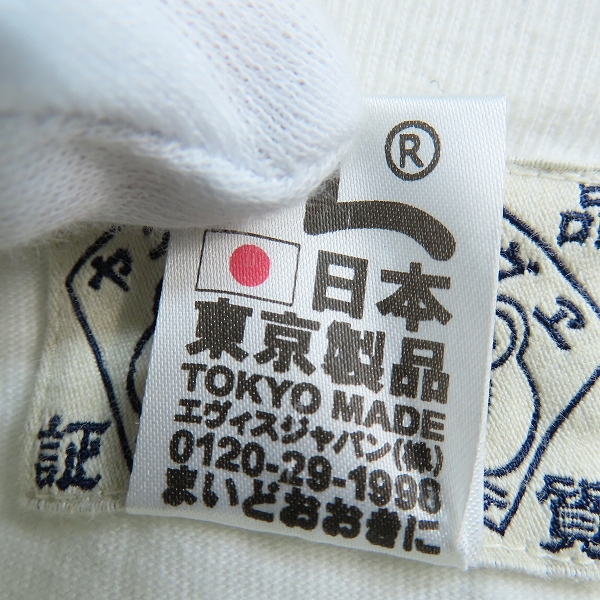 ®
日本
東京製品
TOKYO MADE
エヴィスジャパン(株)
0120-29-1998
まいどおおきに